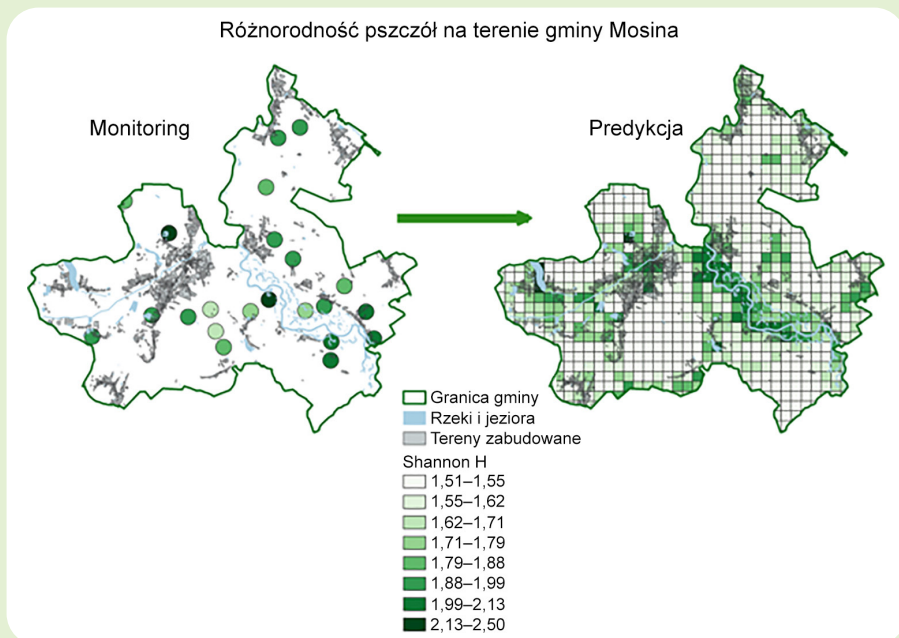 Różnorodność pszczół na terenie gminy Mosina
Monitoring
Predykcja
Granica gminy
Rzeki i jeziora
Tereny zabudowane
Shannon H
1,51–1,55
1,55–1,62
1,62–1,71
1,71–1,79
1,79–1,88
1,88–1,99
1,99–2,13
2,13–2,50